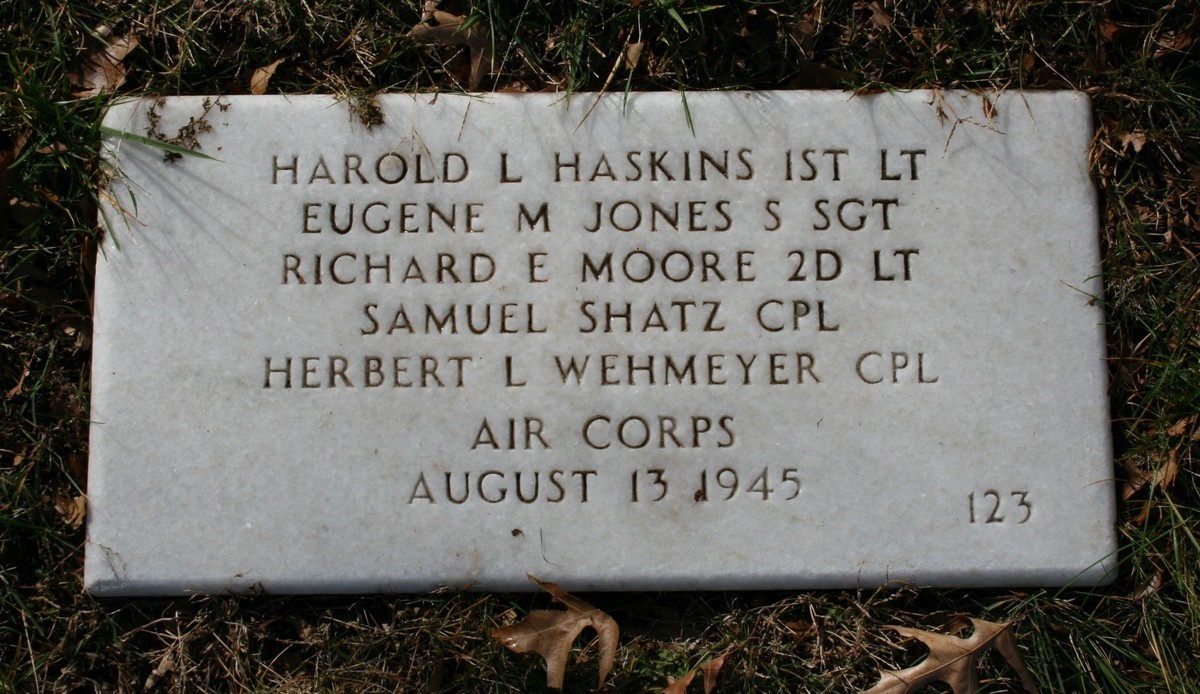 HAROLD L HASKINS 1ST LT
EUGENE M JONES S SGT
RICHARD E MOORE 2D LT
SAMUEL SHATZ CPL
HERBERT L WEHMEYER CPL
AIR CORPS
AUGUST 13 1945
123